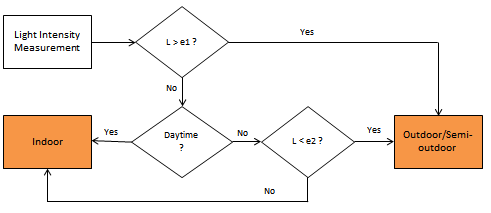 Light Intensity
Measurement
L > e1 ?
Yes
No
Indoor
Yes
Daytime
?
No
L < e2 ?
Yes
Outdoor/Semi-
outdoor
No